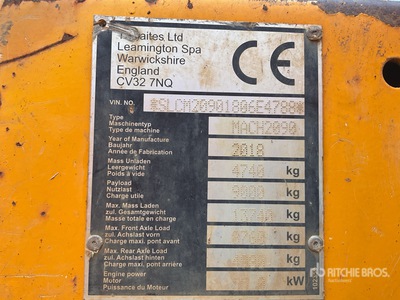 Thwaites Ltd
Leamington Spa
Warwickshire
England
CV32 7NQ
CE
VIN. NO. *SLCM20901806E4788*
Type
Maschinentyp
Type de machine
MACH2090
Year of Manufacture
Baujahr
Année de Fabrication
2018
Mass Unladen
Leergewicht
Poids à vide
4740 kg
Payload
Nutzlast
Charge utile
9000 kg
Max. Mass Laden
zul. Gesamtgewicht
Masse totale en charge
kg
Max. Front Axle Load
zul. Achslast vorn
Charge maxi. pont avant
kg
Max. Rear Axle Load
zul. Achslast hinten
Charge maxi. pont arrière
kg
Engine power
Motor
Puissance du Moteur
kW
RITCHIE BROS.